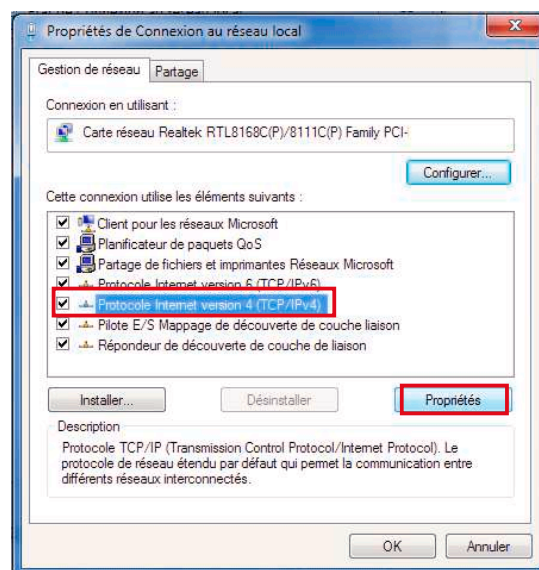 Propriétés de Connexion au réseau local
Gestion de réseau
Partage
Connexion en utilisant :
Carte réseau Realtek RTL8168C(P)/8111C(P) Family PCI-
Configurer...
Cette connexion utilise les éléments suivants :
Client pour les réseaux Microsoft
Planificateur de paquets QoS
Partage de fichiers et imprimantes Réseaux Microsoft
Protocole Internet version 6 (TCP/IPv6)
Protocole Internet version 4 (TCP/IPv4)
Pilote E/S Mappage de découverte de couche liaison
Répondeur de découverte de couche de liaison
Installer...
Désinstaller
Propriétés
Description
Protocole TCP/IP (Transmission Control Protocol/Internet Protocol). Le
protocole de réseau étendu par défaut qui permet la communication entre
différents réseaux interconnectés.
OK
Annuler